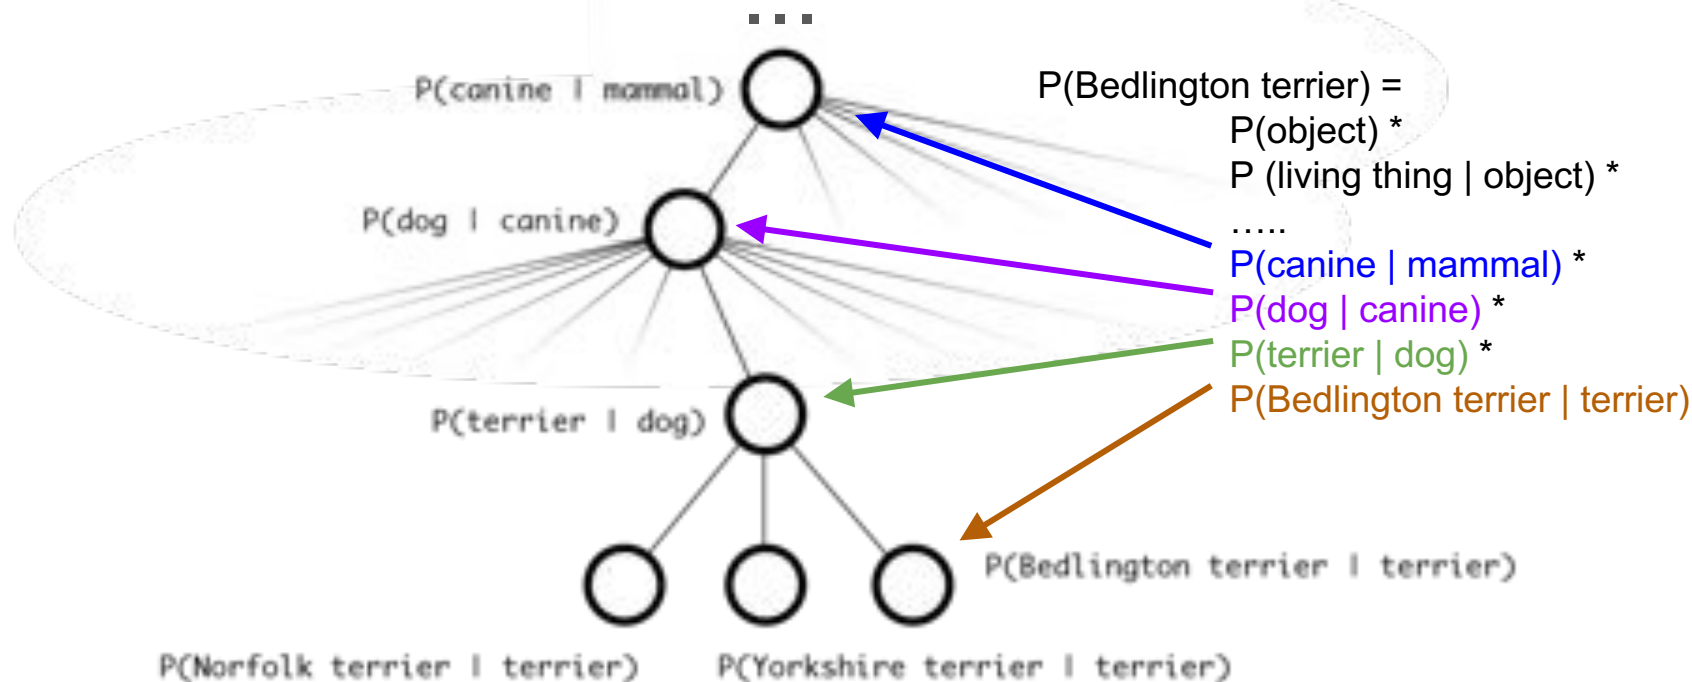 ...
P(canine | mammal)
P(dog | canine)
P(terrier | dog)
P(Bedlington terrier | terrier)
P(Norfolk terrier | terrier)
P(Yorkshire terrier | terrier)
P(Bedlington terrier) =
P(object) *
P (living thing | object) *
…..
P(canine | mammal) *
P(dog | canine) *
P(terrier | dog) *
P(Bedlington terrier | terrier)